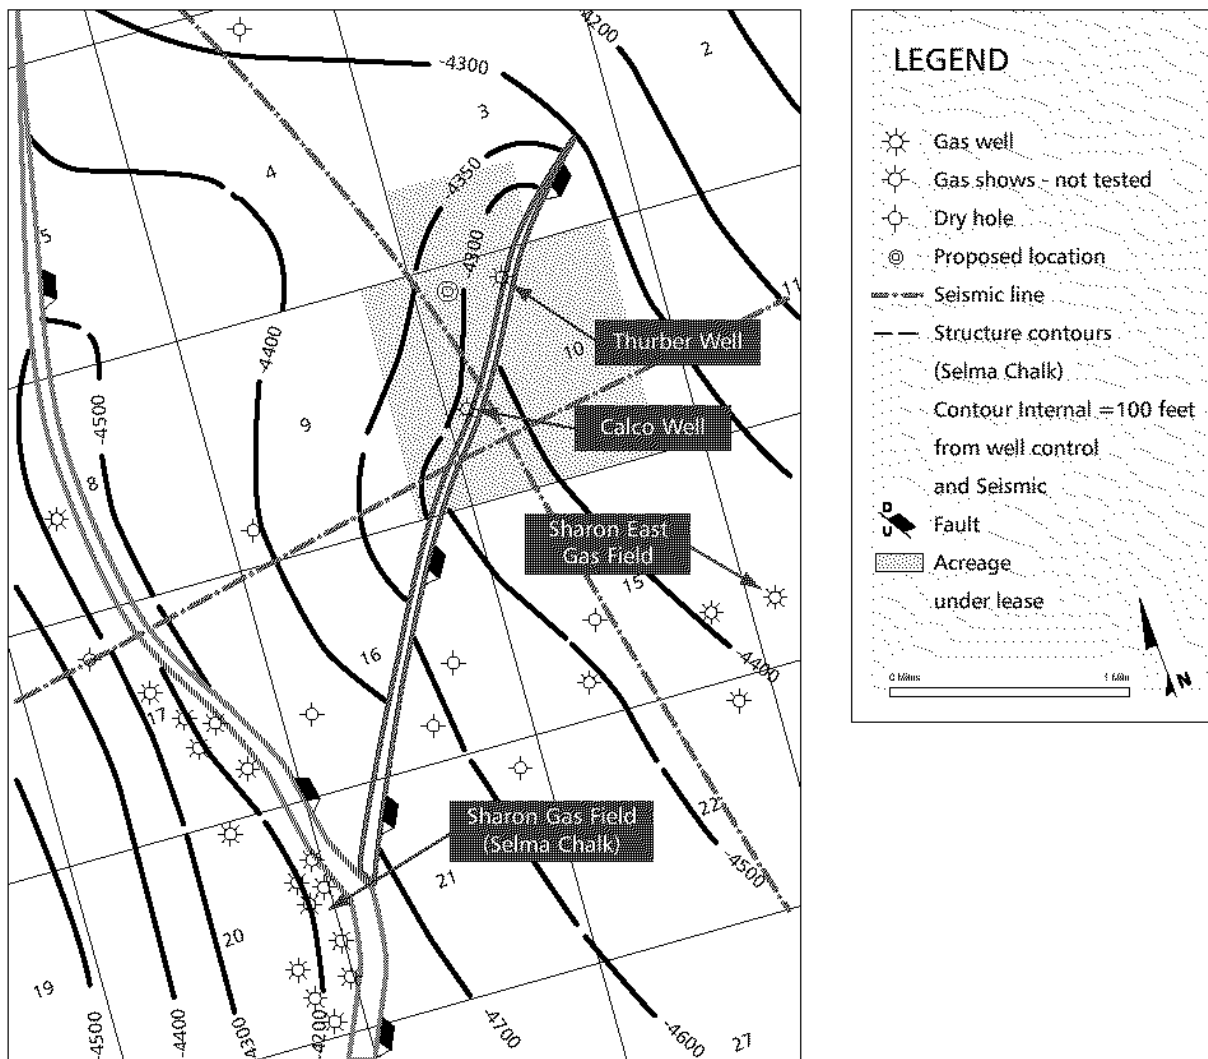 -4200
2
-4300
3
4
4350
5
4300
11
-4400
Thurber Well
10
-4500
9
Calco Well
8
Sharon East
Gas Field
15
16
-4400
17
22
Sharon Gas Field
(Selma Chalk)
-4500
21
20
19
-4500
-4400
-4300
-4200
-4700
-4600
27
LEGEND
Gas well
Gas shows - not tested
Dry hole
Proposed location
Seismic line
Structure contours
(Selma Chalk)
Contour Internal =100 feet
from well control
and Seismic
D
U
Fault
Acreage
under lease
N